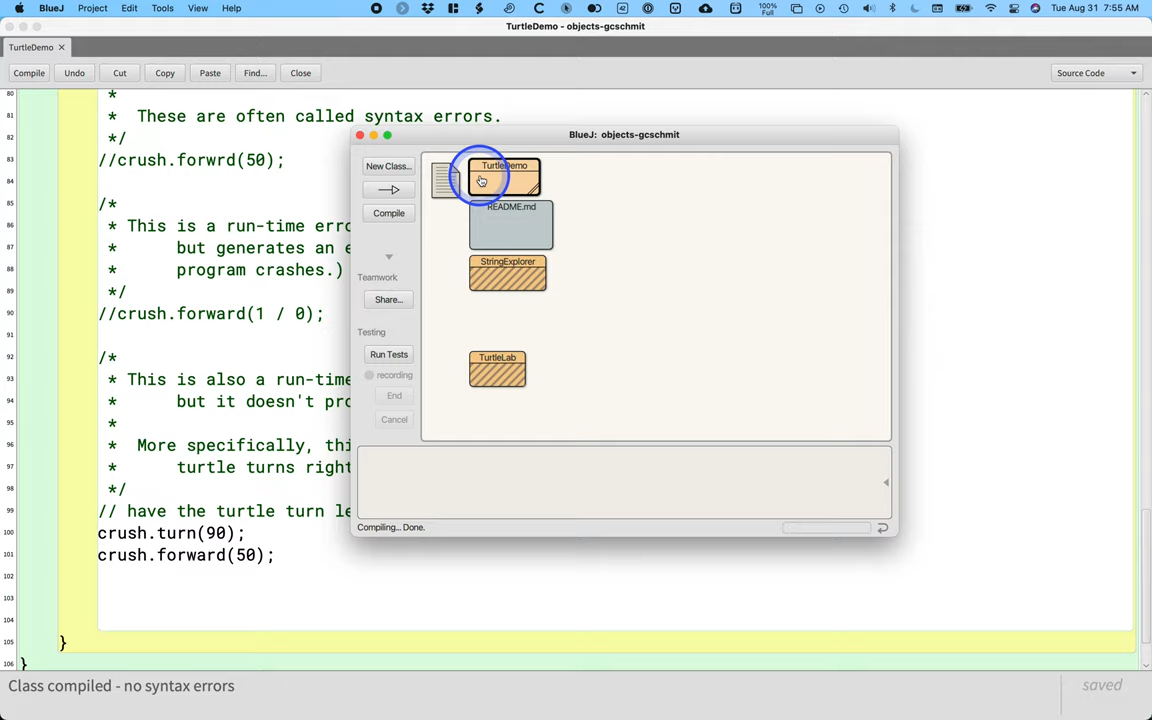 BlueJ Project Edit Tools View Help 100% Full Tue Aug 31 7:55 AM
TurtleDemo - objects-gcschmit
TurtleDemo ×
Compile Undo Cut Copy Paste Find... Close Source Code
80 *
81 * These are often called syntax errors.
82 */
83 //crush.forwrd(50);
84
85 /*
86 * This is a run-time erro
87 * but generates an e
88 * program crashes.)
89 */
90 //crush.forward(1 / 0);
91
92 /*
93 * This is also a run-time
94 * but it doesn't pro
95 *
96 * More specifically, thi
97 * turtle turns right
98 */
99 // have the turtle turn le
100 crush.turn(90);
101 crush.forward(50);
102
103
104
105 }
106 }
Class compiled - no syntax errors
saved
BlueJ: objects-gcschmit
New Class...
Compile
Teamwork
Share...
Testing
Run Tests
recording
End
Cancel
TurtleDemo
README.md
StringExplorer
TurtleLab
Compiling... Done.